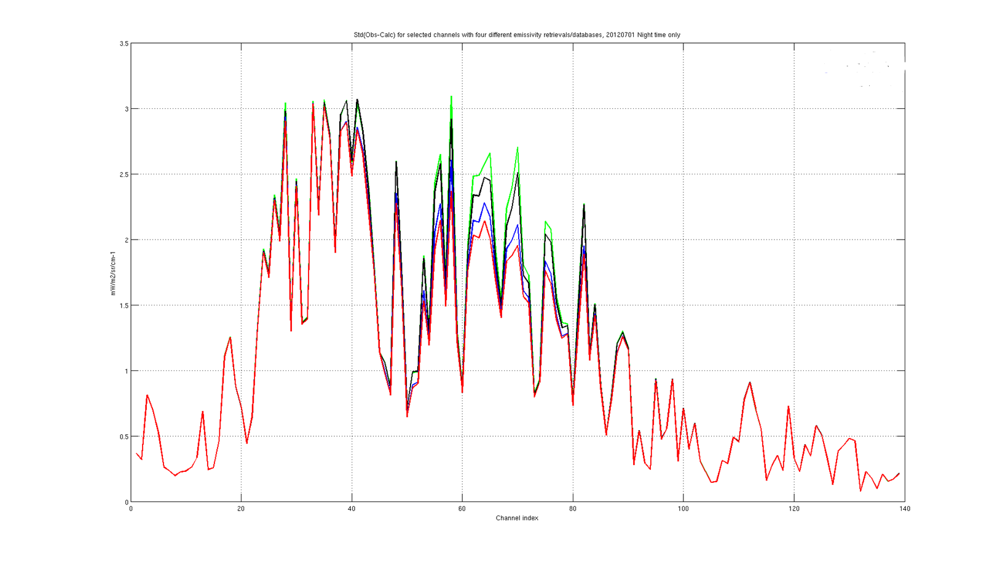 Std(Obs-Calc) for selected channels with four different emissivity retrievals/databases, 20120701 Night time only
3.5
3
2.5
2
1.5
1
0.5
0
mW/m2/sr/cm-1
0 20 40 60 80 100 120 140
Channel index